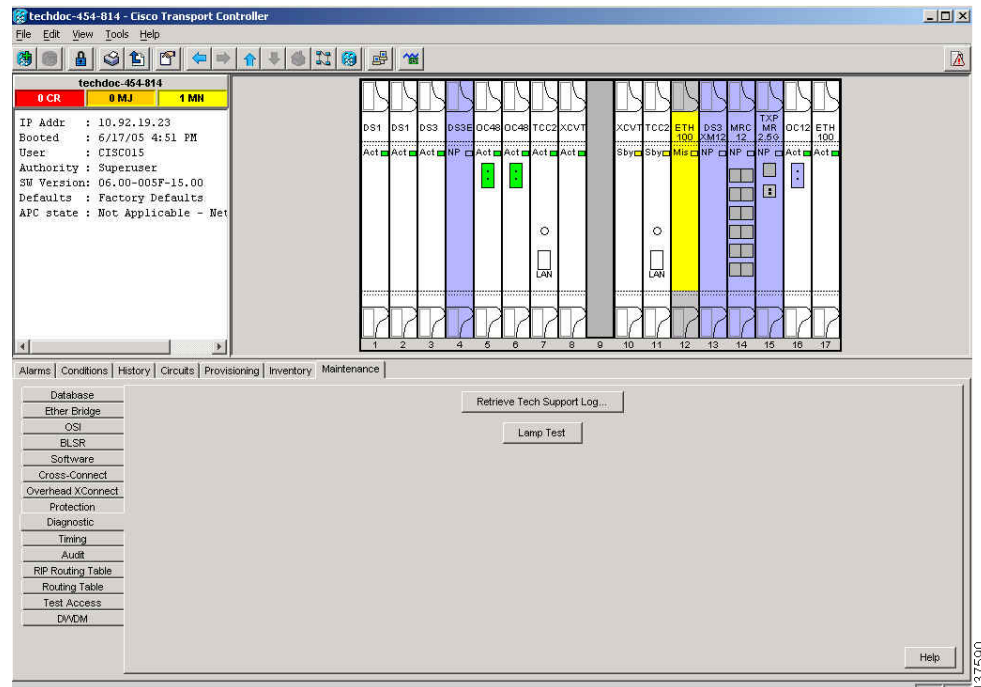 techdoc-454-814 - Cisco Transport Controller
File Edit View Tools Help
techdoc-454-814
0 CR 0 MJ 1 MN
IP Addr : 10.92.19.23
Booted : 6/17/05 4:51 PM
User : CISCO15
Authority : Superuser
SW Version: 06.00-005F-15.00
Defaults : Factory Defaults
APC state : Not Applicable - Net
DS1 DS1 DS3 DS3E OC48 OC48 TCC2 XCVT XCVT TCC2 ETH 100 DS3 XM12 MRC 12 TXP MR 2.5G OC12 ETH 100
Act Act Act NP Act Act Act Act Sby Sby Mis NP NP NP Act Act
LAN LAN
1 2 3 4 5 6 7 8 9 10 11 12 13 14 15 16 17
Alarms Conditions History Circuits Provisioning Inventory Maintenance
Database
Ether Bridge
OSI
BLSR
Software
Cross-Connect
Overhead XConnect
Protection
Diagnostic
Timing
Audit
RIP Routing Table
Routing Table
Test Access
DWDM
Retrieve Tech Support Log...
Lamp Test
Help
137590